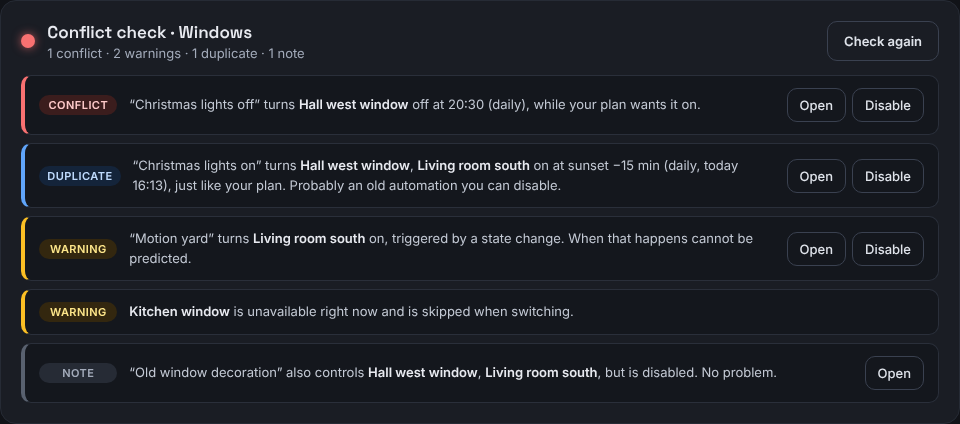 Conflict check · Windows
1 conflict · 2 warnings · 1 duplicate · 1 note
Check again
CONFLICT
“Christmas lights off” turns Hall west window off at 20:30 (daily), while your plan wants it on.
Open
Disable
DUPLICATE
“Christmas lights on” turns Hall west window, Living room south on at sunset −15 min (daily, today
16:13), just like your plan. Probably an old automation you can disable.
Open
Disable
WARNING
“Motion yard” turns Living room south on, triggered by a state change. When that happens cannot be
predicted.
Open
Disable
WARNING
Kitchen window is unavailable right now and is skipped when switching.
NOTE
“Old window decoration” also controls Hall west window, Living room south, but is disabled. No problem.
Open